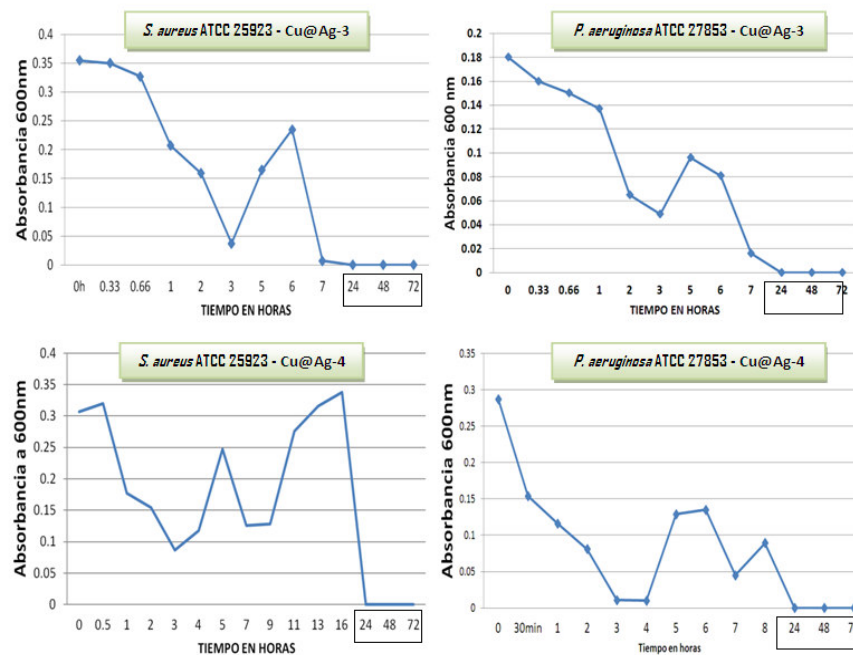 S. aureus ATCC 25923 - Cu@Ag-3
Absorbancia 600nm
0.4
0.35
0.3
0.25
0.2
0.15
0.1
0.05
0
0h 0.33 0.66 1 2 3 5 6 7 24 48 72
TIEMPO EN HORAS
P. aeruginosa ATCC 27853 - Cu@Ag-3
Absorbancia 600 nm
0.2
0.18
0.16
0.14
0.12
0.1
0.08
0.06
0.04
0.02
0
0 0.33 0.66 1 2 3 5 6 7 24 48 72
TIEMPO EN HORAS
S. aureus ATCC 25923 - Cu@Ag-4
Absorbancia a 600nm
0.4
0.35
0.3
0.25
0.2
0.15
0.1
0.05
0
0 0.5 1 2 3 4 5 7 9 11 13 16 24 48 72
TIEMPO EN HORAS
P. aeruginosa ATCC 27853 - Cu@Ag-4
Absorbancia 600nm
0.35
0.3
0.25
0.2
0.15
0.1
0.05
0
0 30min 1 2 3 4 5 6 7 8 24 48 7
Tiempo en horas